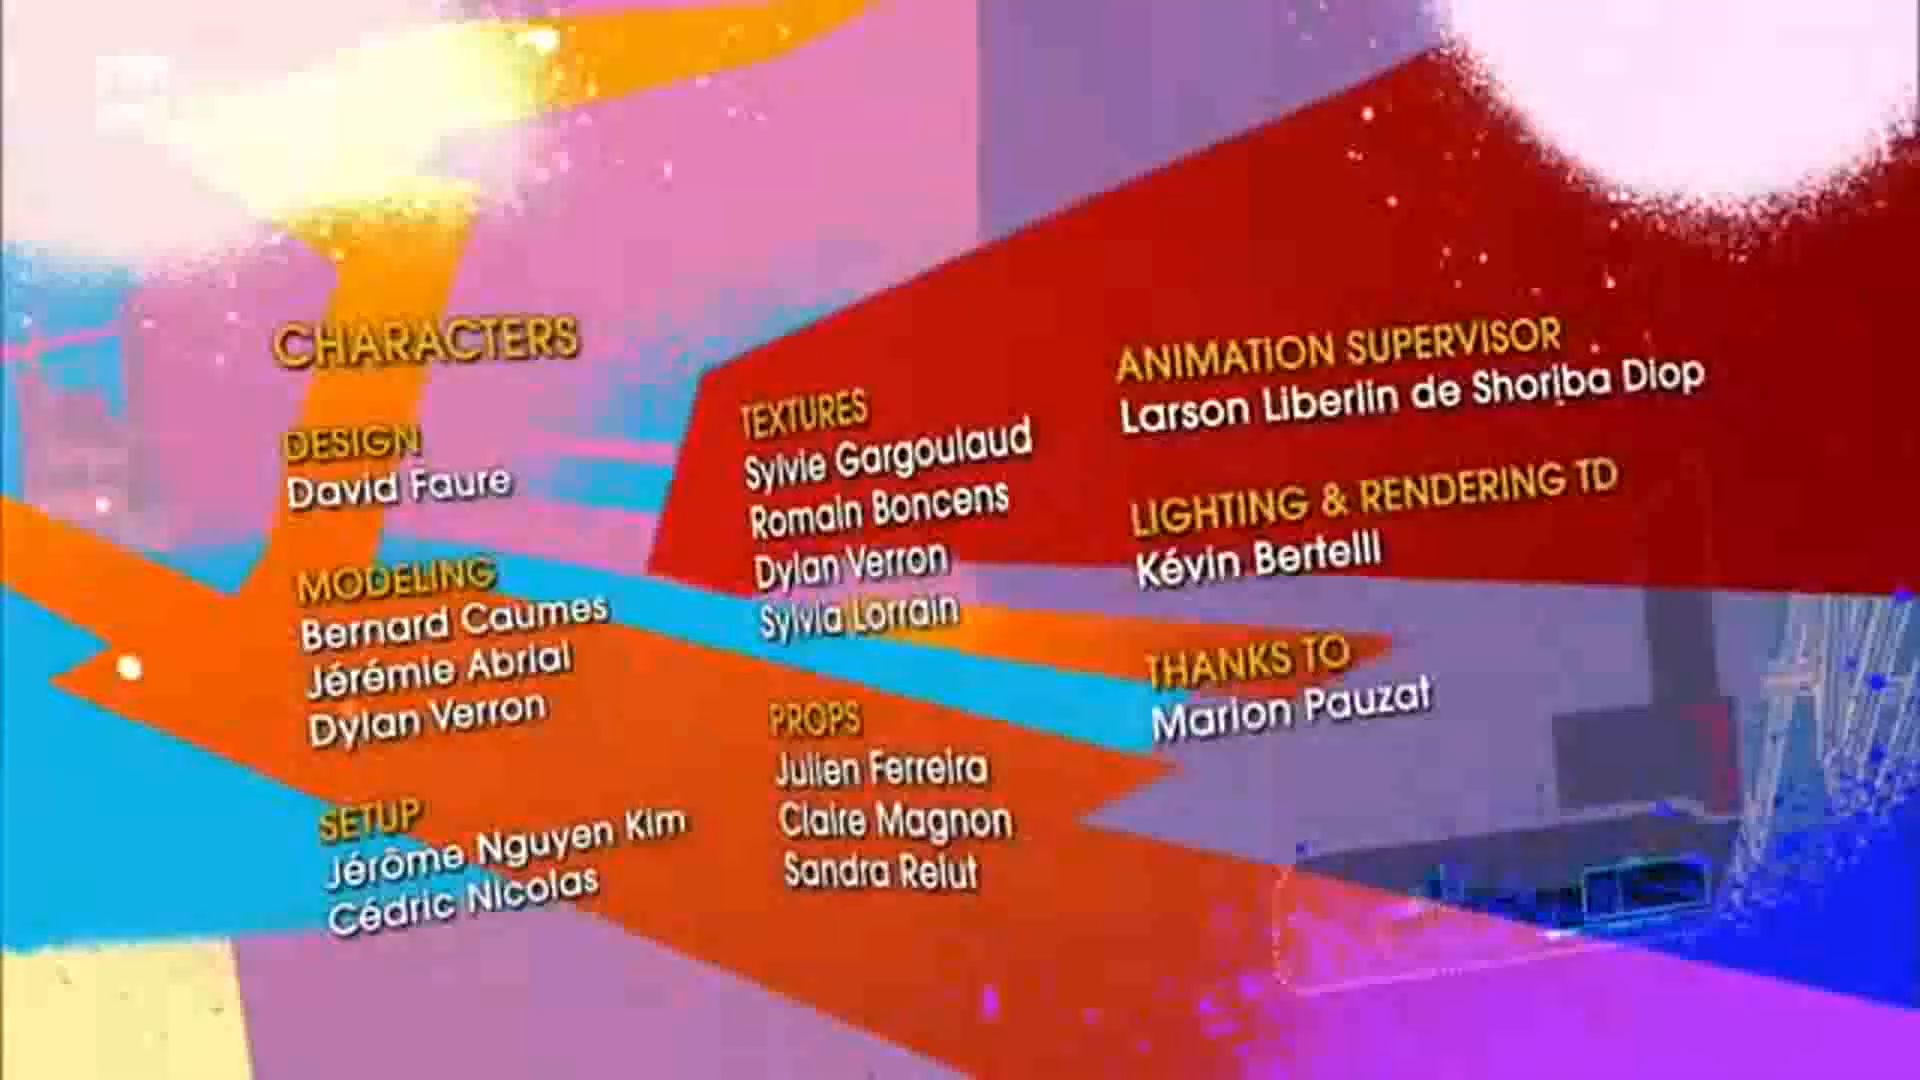 CHARACTERS
DESIGN
David Faure
MODELING
Bernard Caumes
Jérémie Abrial
Dylan Verron
SETUP
Jérôme Nguyen Kim
Cédric Nicolas
TEXTURES
Sylvie Gargoulaud
Romain Boncens
Dylan Verron
Sylvia Lorrain
PROPS
Julien Ferreira
Claire Magnon
Sandra Relut
ANIMATION SUPERVISOR
Larson Liberlin de Shoriba Diop
LIGHTING & RENDERING TD
Kévin Bertelli
THANKS TO
Marion Pauzat